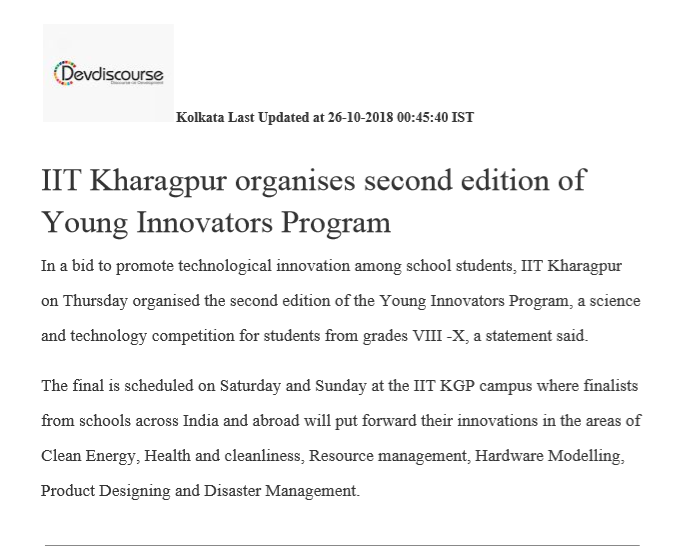 Devdiscourse
Kolkata Last Updated at 26-10-2018 00:45:40 IST
IIT Kharagpur organises second edition of
Young Innovators Program
In a bid to promote technological innovation among school students, IIT Kharagpur
on Thursday organised the second edition of the Young Innovators Program, a science
and technology competition for students from grades VIII -X, a statement said.
The final is scheduled on Saturday and Sunday at the IIT KGP campus where finalists
from schools across India and abroad will put forward their innovations in the areas of
Clean Energy, Health and cleanliness, Resource management, Hardware Modelling,
Product Designing and Disaster Management.